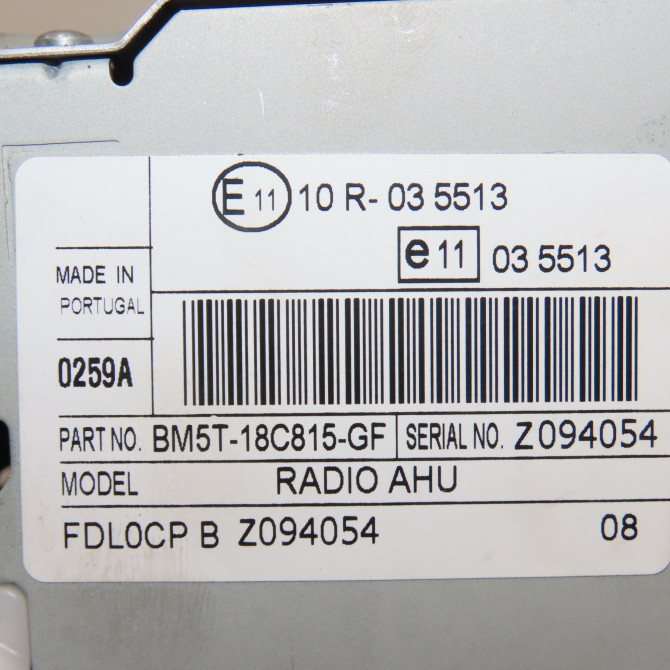 E 11 10 R- 03 5513
e 11 03 5513
MADE IN
PORTUGAL
0259A
PART NO. BM5T-18C815-GF SERIAL NO. Z094054
MODEL RADIO AHU
FDL0CP B Z094054 08